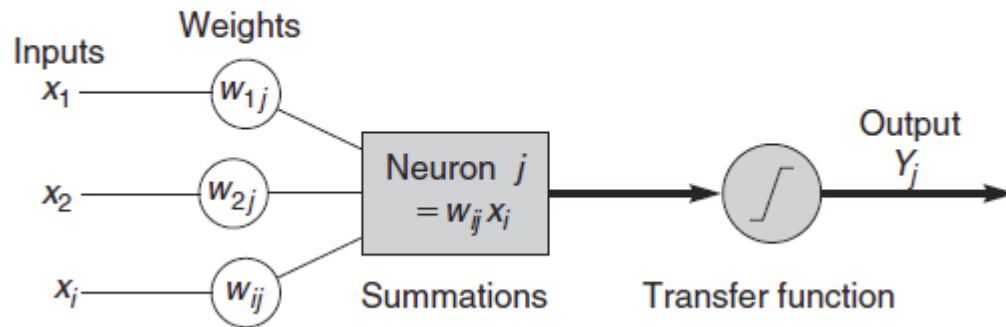 Inputs
Weights
x1
w1j
x2
w2j
xi
wij
Neuron j
= wij xi
Summations
Transfer function
Output
Yj